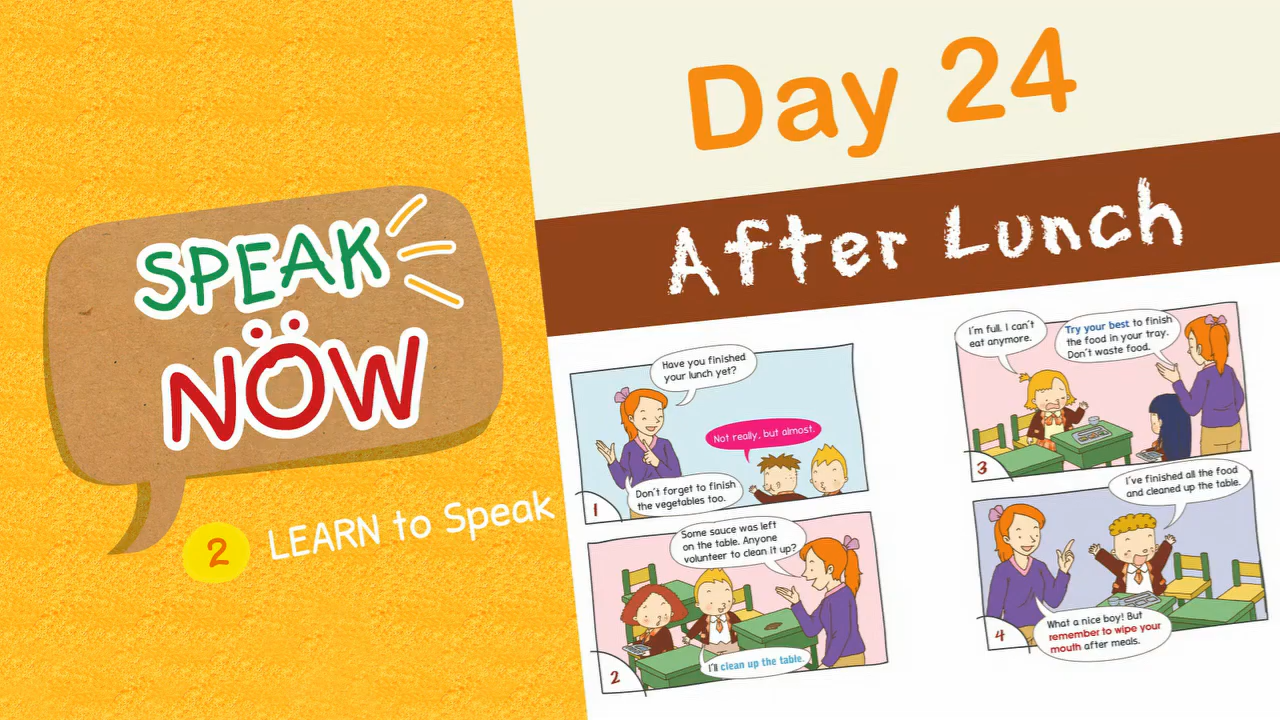 SPEAK
NÖW
2 LEARN to Speak
Day 24
After Lunch
Have you finished
your lunch yet?
Not really, but almost.
Don't forget to finish
the vegetables too.
1
Some sauce was left
on the table. Anyone
volunteer to clean it up?
I'll clean up the table.
2
I'm full. I can't
eat anymore.
Try your best to finish
the food in your tray.
Don't waste food.
3
I've finished all the food
and cleaned up the table.
What a nice boy! But
remember to wipe your
mouth after meals.
4